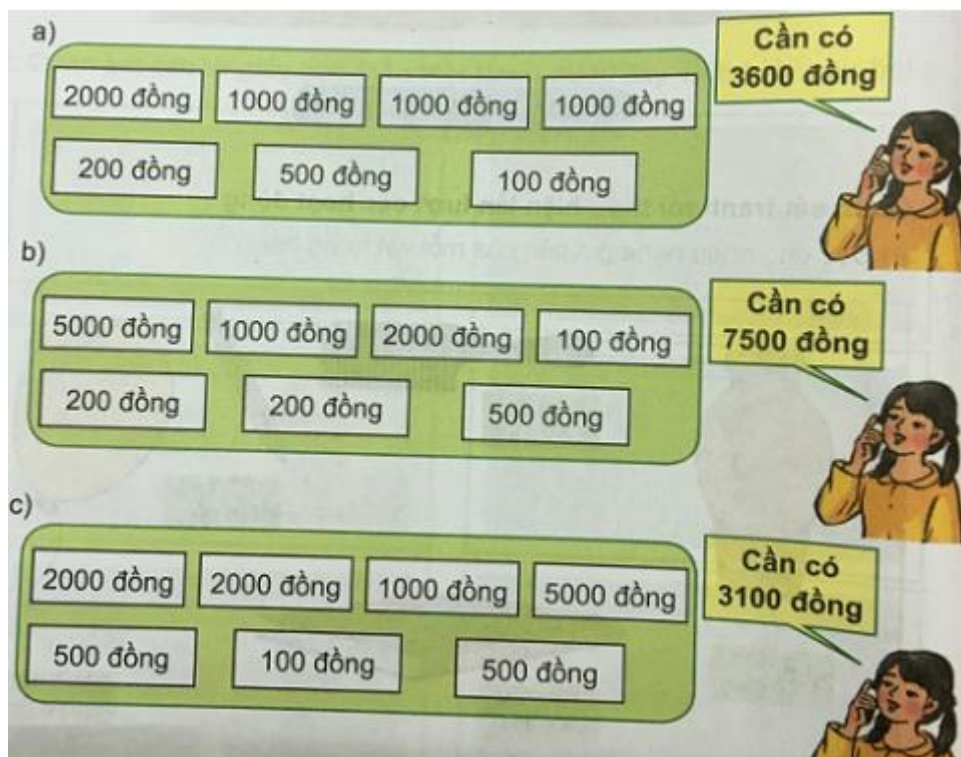 a)
Cần có
3600 đồng
2000 đồng 1000 đồng 1000 đồng 1000 đồng
200 đồng 500 đồng 100 đồng
b)
Cần có
7500 đồng
5000 đồng 1000 đồng 2000 đồng 100 đồng
200 đồng 200 đồng 500 đồng
c)
Cần có
3100 đồng
2000 đồng 2000 đồng 1000 đồng 5000 đồng
500 đồng 100 đồng 500 đồng